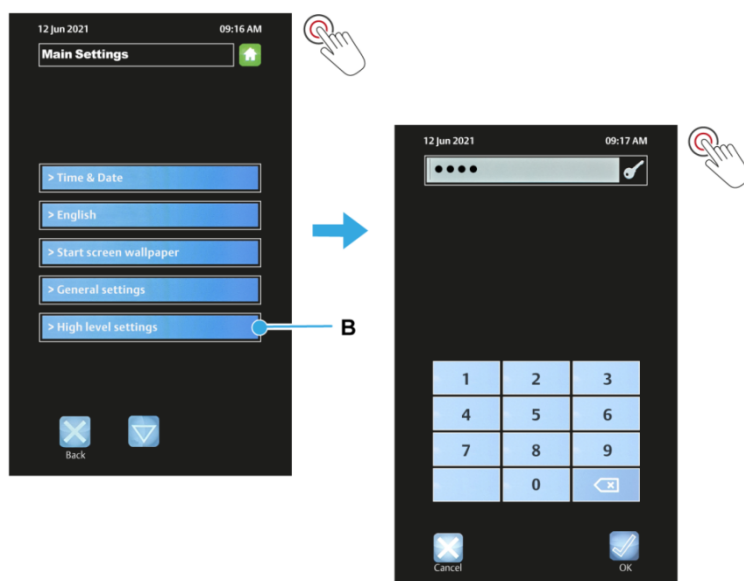 12 Jun 2021 09:16 AM
Main Settings
> Time & Date
> English
> Start screen wallpaper
> General settings
> High level settings
B
Back
12 Jun 2021 09:17 AM
1 2 3
4 5 6
7 8 9
0
Cancel OK